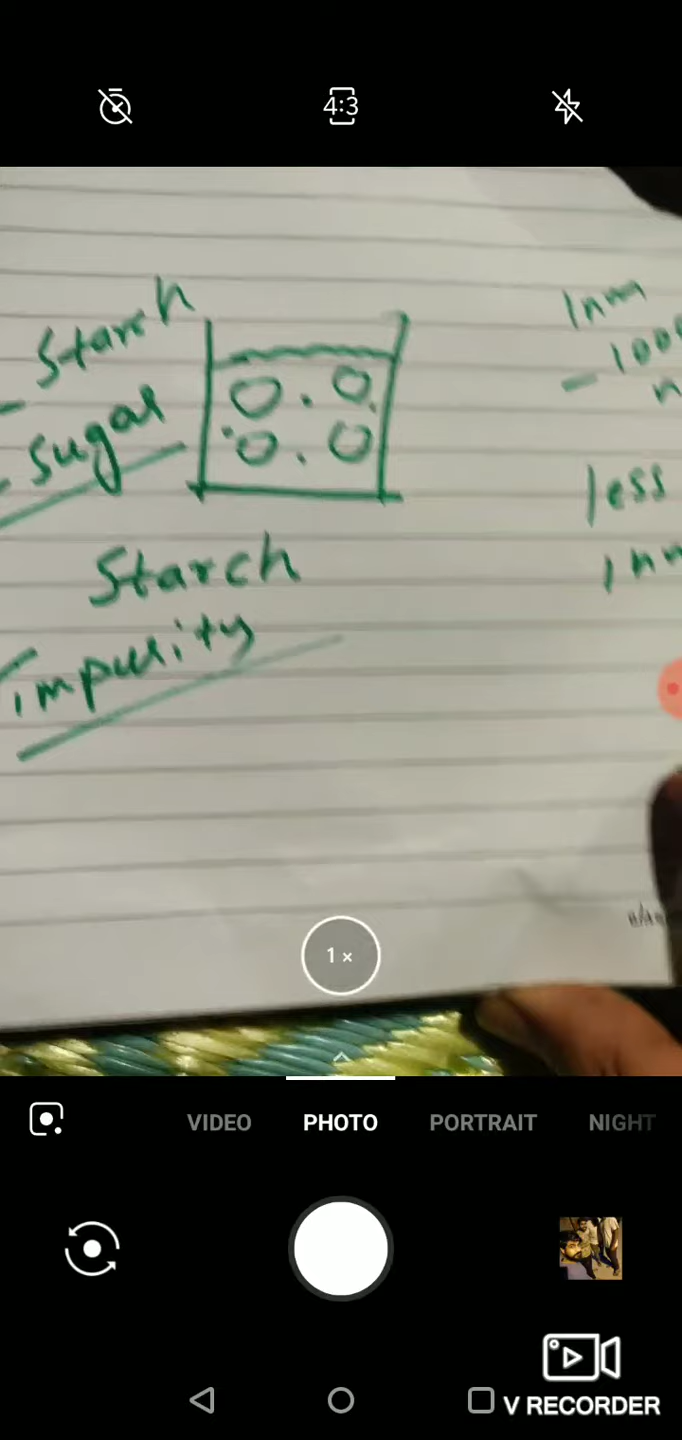 4:3
Starch
Sugar
Starch
impurity
1nm
less
1 ×
VIDEO PHOTO PORTRAIT NIGHT
V RECORDER